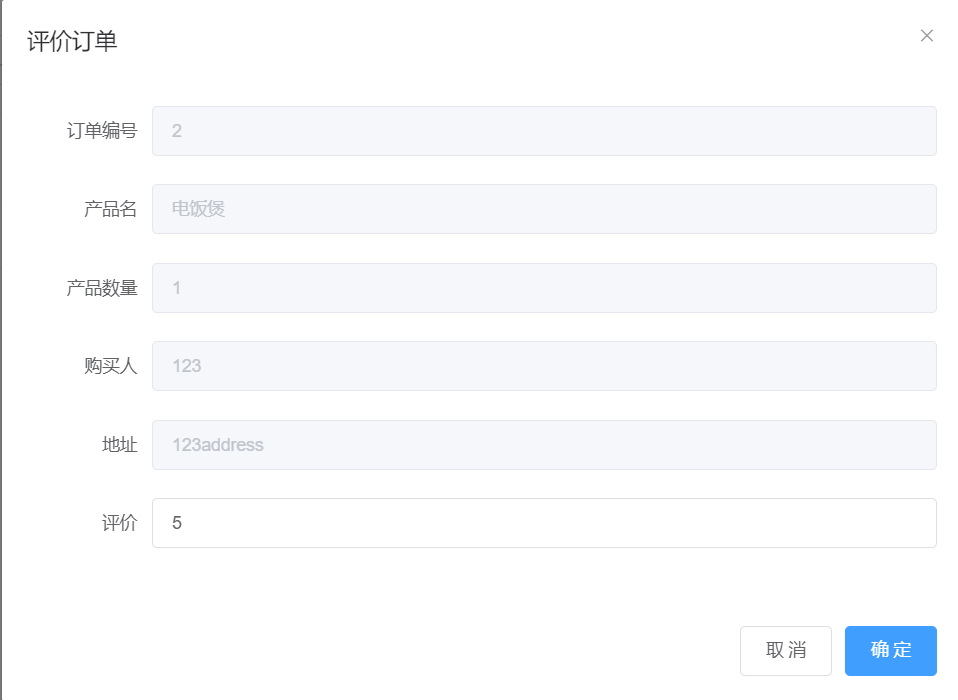 评价订单
订单编号 2
产品名 电饭煲
产品数量 1
购买人 123
地址 123address
评价 5
取消 确定